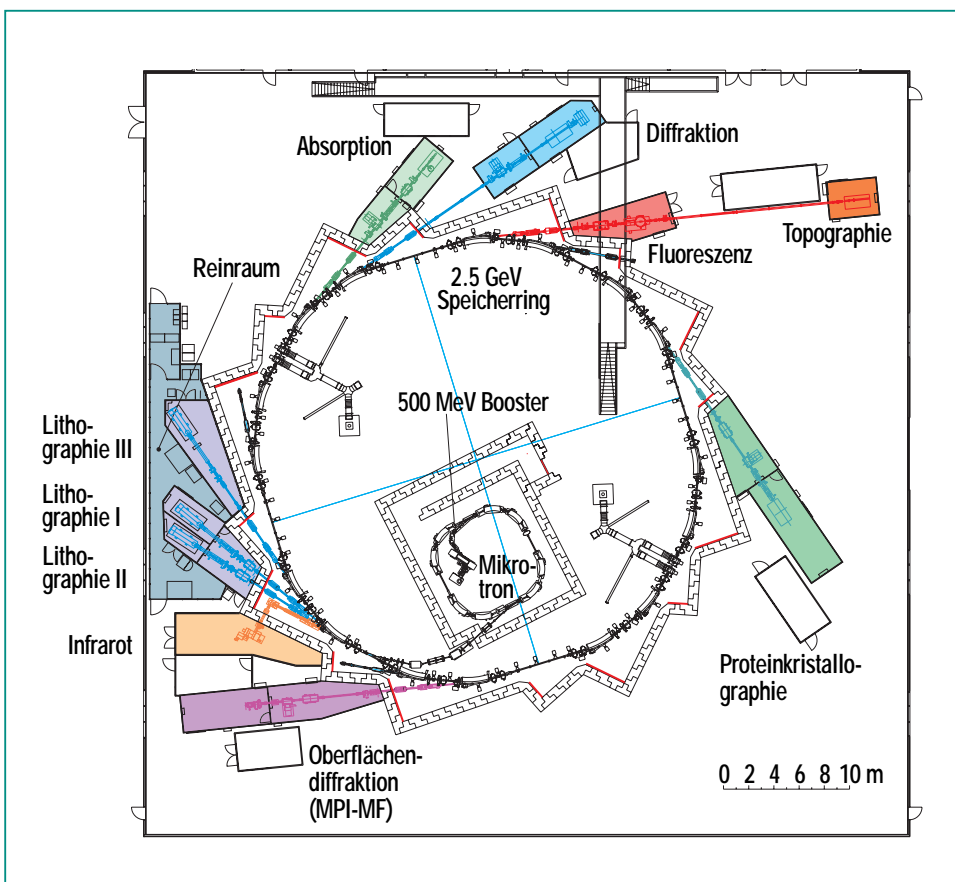 Absorption
Diffraktion
Topographie
Fluoreszenz
Reinraum
2.5 GeV
Speicherring
500 MeV Booster
Litho-
graphie III
Litho-
graphie I
Litho-
graphie II
Mikro-
tron
Infrarot
Proteinkristallo-
graphie
Oberflächen-
diffraktion
(MPI-MF)
0 2 4 6 8 10 m